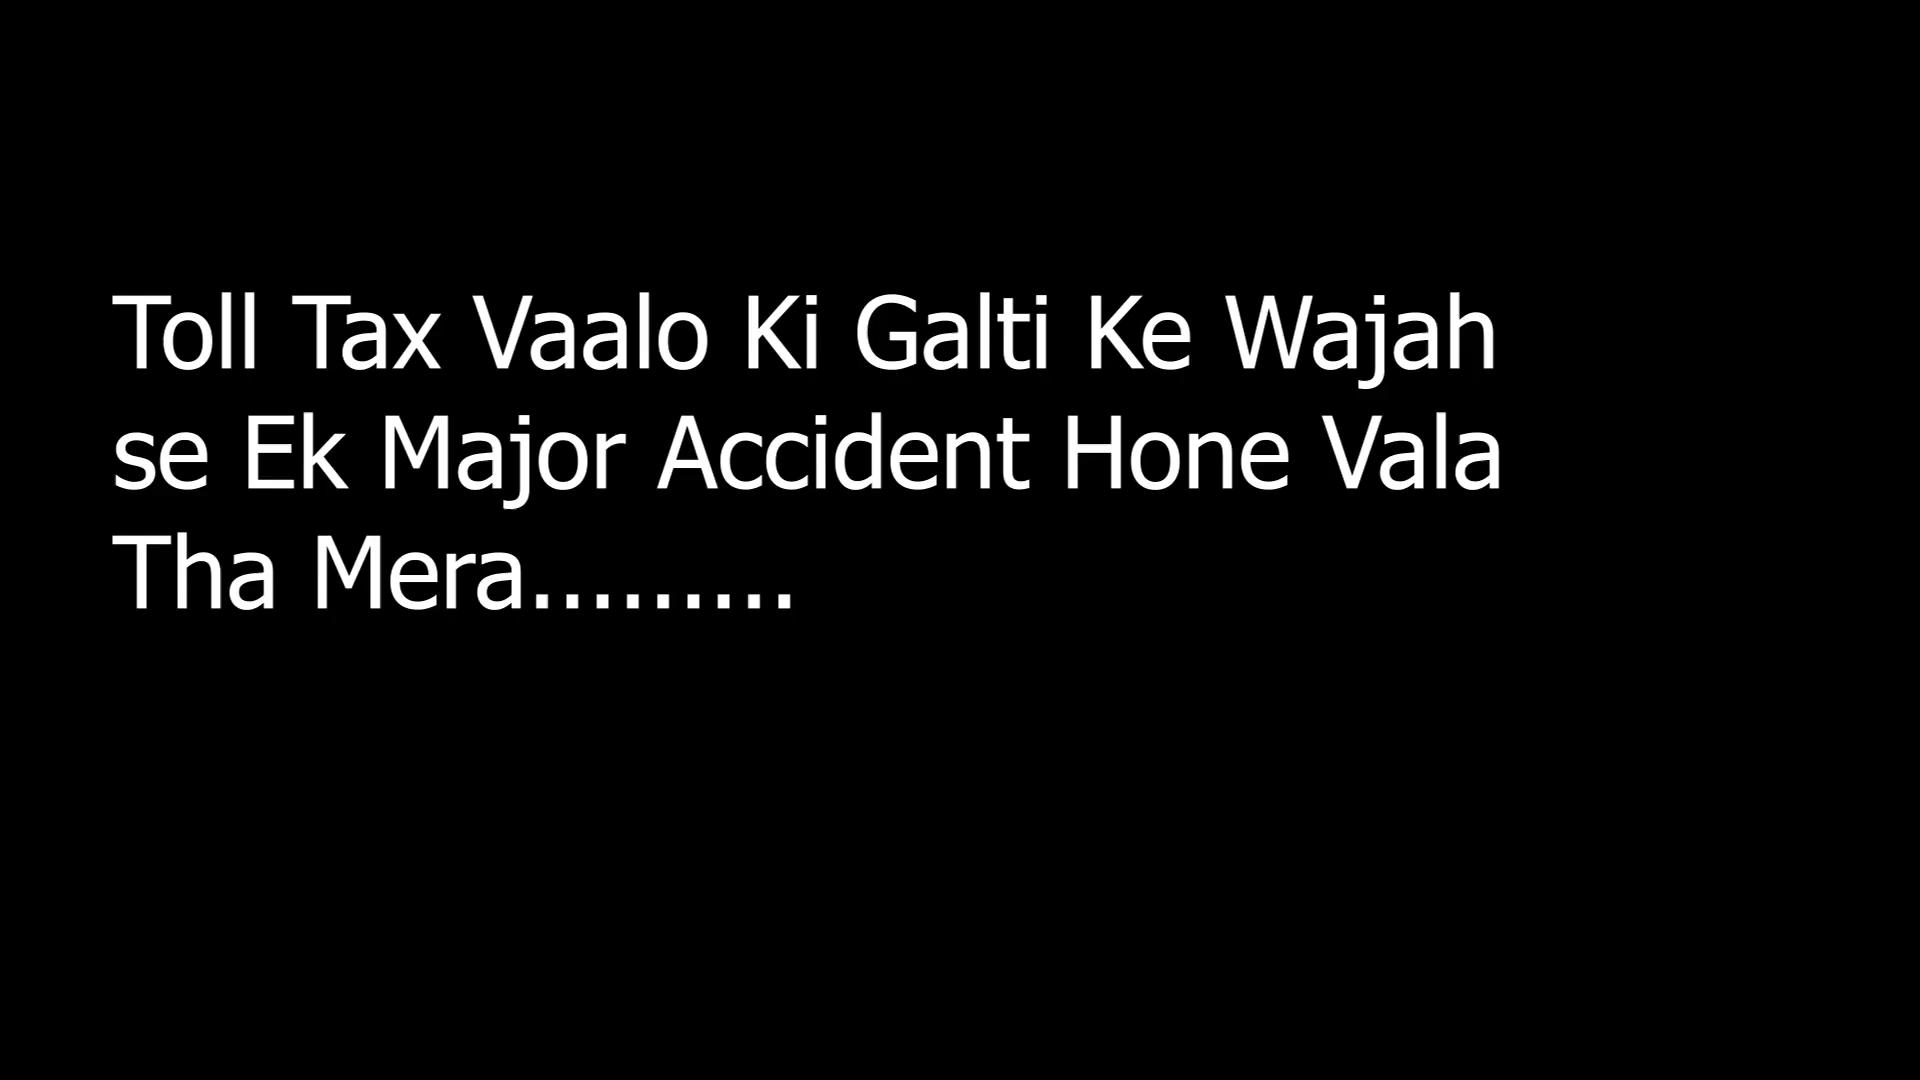 Toll Tax Vaalo Ki Galti Ke Wajah
se Ek Major Accident Hone Vala
Tha Mera.........